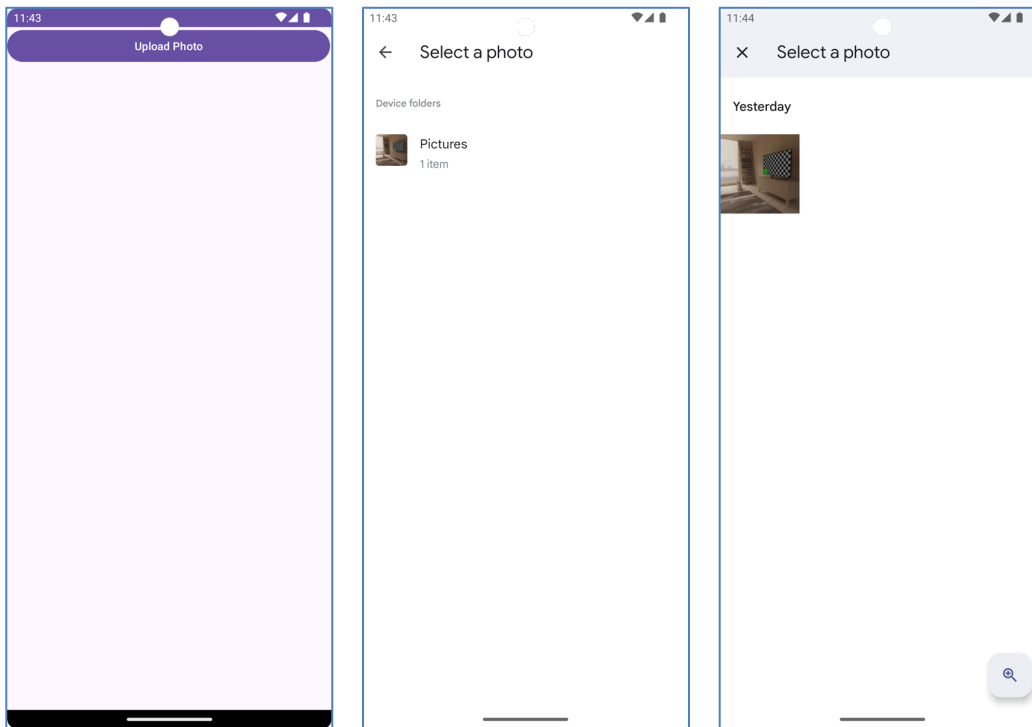 11:43
Upload Photo
11:43
Select a photo
Device folders
Pictures
1 item
11:44
Select a photo
Yesterday